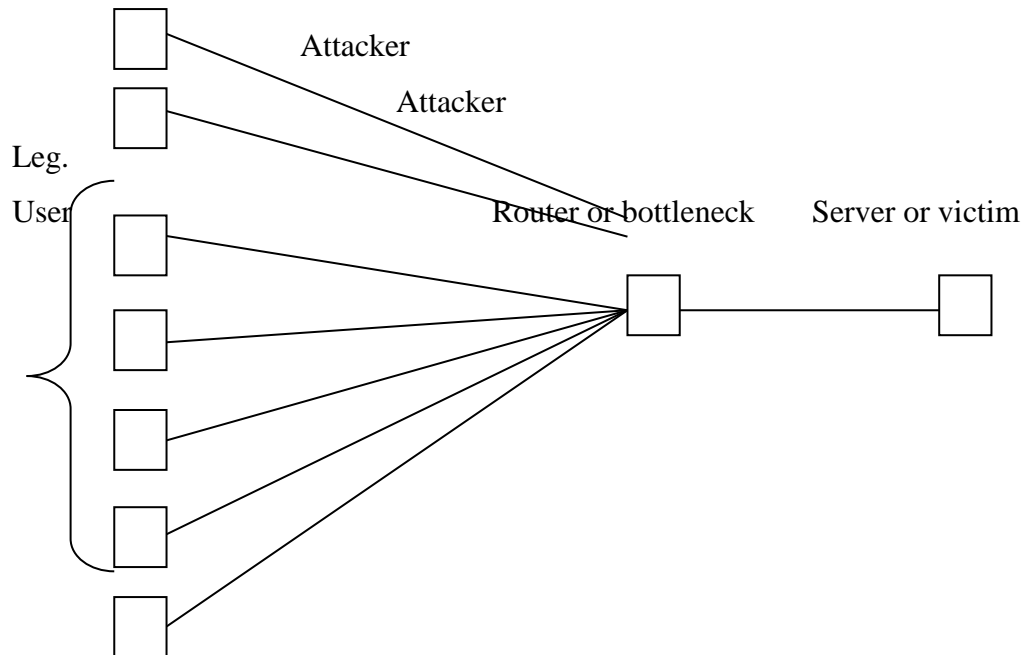 Attacker
Attacker
Leg.
User
Router or bottleneck
Server or victim